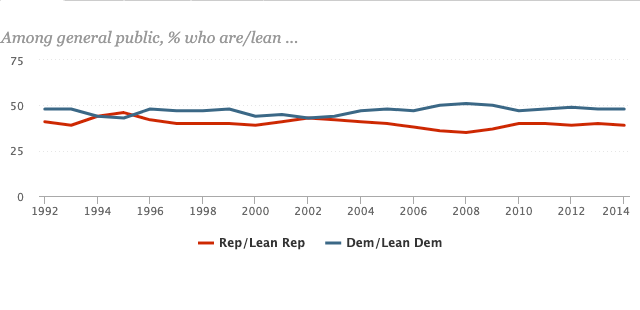 Among general public, % who are/lean ...
75
50
25
0
1992 1994 1996 1998 2000 2002 2004 2006 2008 2010 2012 2014
Rep/Lean Rep Dem/Lean Dem